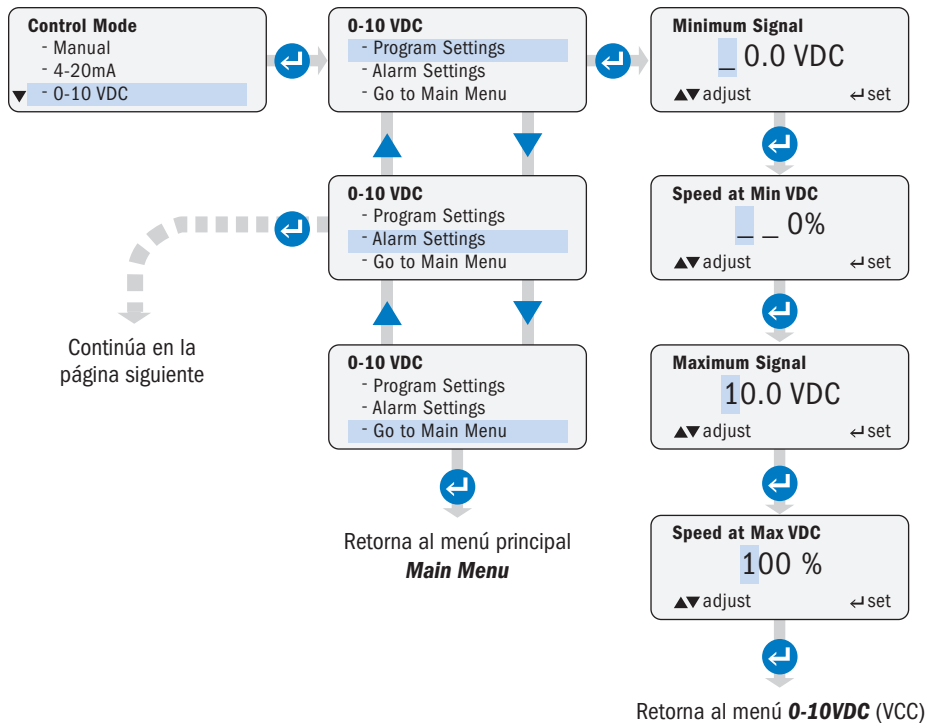 Control Mode
- Manual
- 4-20mA
- 0-10 VDC
0-10 VDC
- Program Settings
- Alarm Settings
- Go to Main Menu
Minimum Signal
_ 0.0 VDC
▲▼ adjust ↵ set
0-10 VDC
- Program Settings
- Alarm Settings
- Go to Main Menu
Speed at Min VDC
_ _ 0%
▲▼ adjust ↵ set
Continúa en la
página siguiente
0-10 VDC
- Program Settings
- Alarm Settings
- Go to Main Menu
Maximum Signal
10.0 VDC
▲▼ adjust ↵ set
Retorna al menú principal
Main Menu
Speed at Max VDC
100 %
▲▼ adjust ↵ set
Retorna al menú 0-10VDC (VCC)